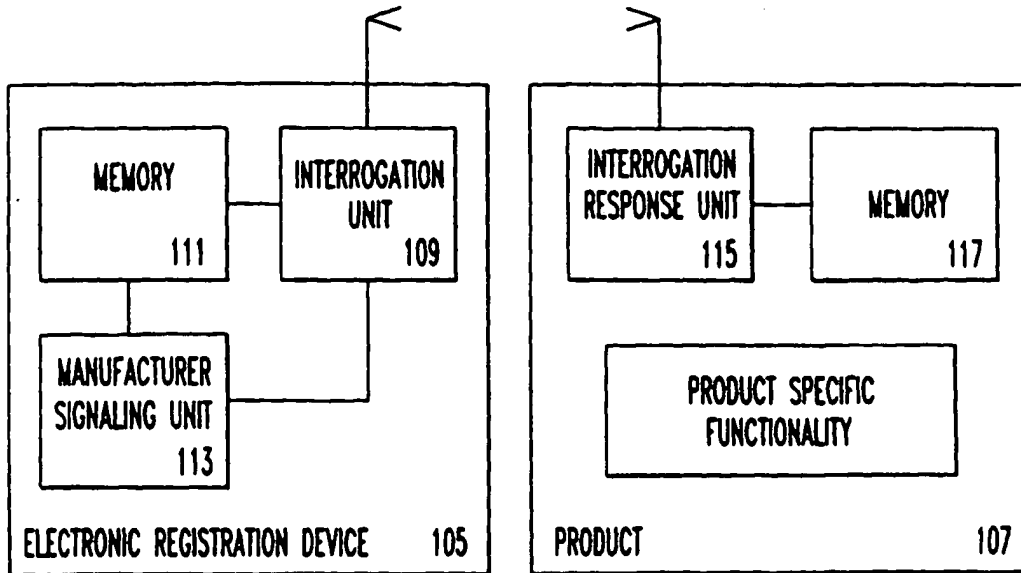 MEMORY
111
INTERROGATION
UNIT
109
MANUFACTURER
SIGNALING UNIT
113
ELECTRONIC REGISTRATION DEVICE 105
INTERROGATION
RESPONSE UNIT
115
MEMORY
117
PRODUCT SPECIFIC
FUNCTIONALITY
PRODUCT 107